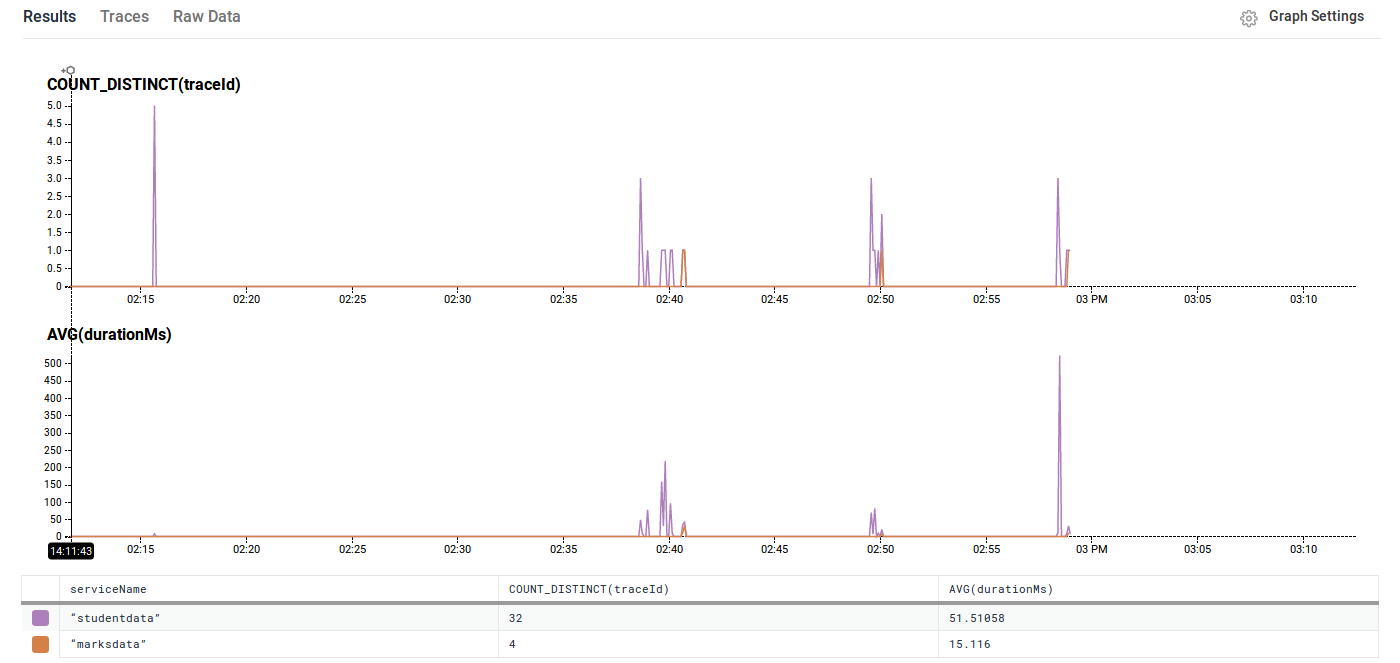 Results Traces Raw Data Graph Settings
COUNT_DISTINCT(traceId)
5.0
4.5
4.0
3.5
3.0
2.5
2.0
1.5
1.0
0.5
0
02:15 02:20 02:25 02:30 02:35 02:40 02:45 02:50 02:55 03 PM 03:05 03:10
AVG(durationMs)
500
450
400
350
300
250
200
150
100
50
0
14:11:43 02:15 02:20 02:25 02:30 02:35 02:40 02:45 02:50 02:55 03 PM 03:05 03:10
serviceName COUNT_DISTINCT(traceId) AVG(durationMs)
“studentdata” 32 51.51058
“marksdata” 4 15.116